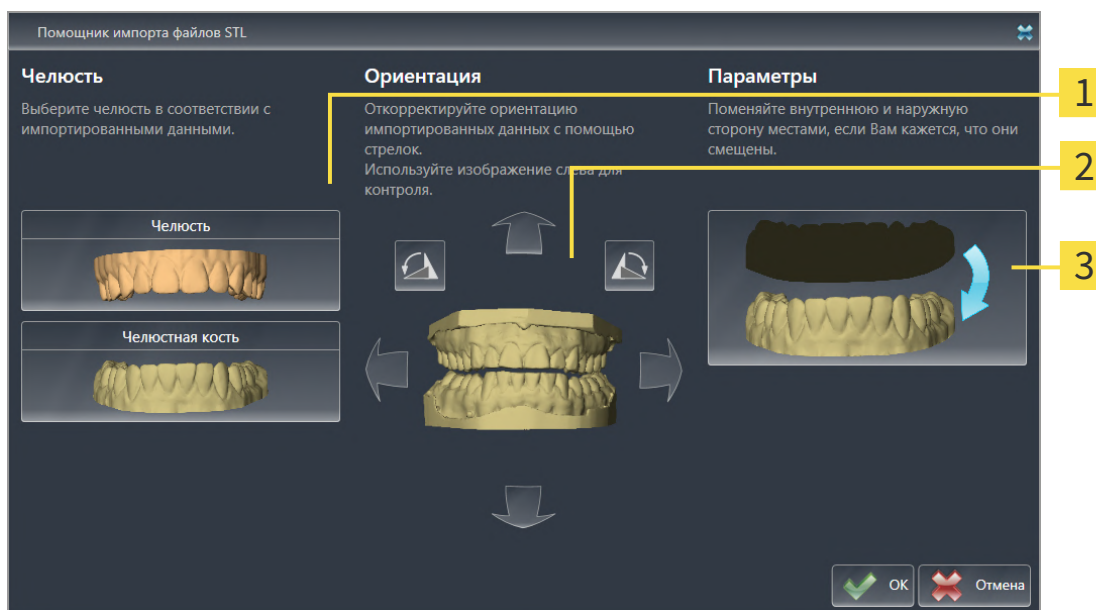 Помощник импорта файлов STL
Челюсть
Выберите челюсть в соответствии с
импортированными данными.
Челюсть
Челюстная кость
Ориентация
Откорректируйте ориентацию
импортированных данных с помощью
стрелок.
Используйте изображение слева для
контроля.
Параметры
Поменяйте внутреннюю и наружную
сторону местами, если Вам кажется, что они
смещены.
1
2
3
ОК
Отмена